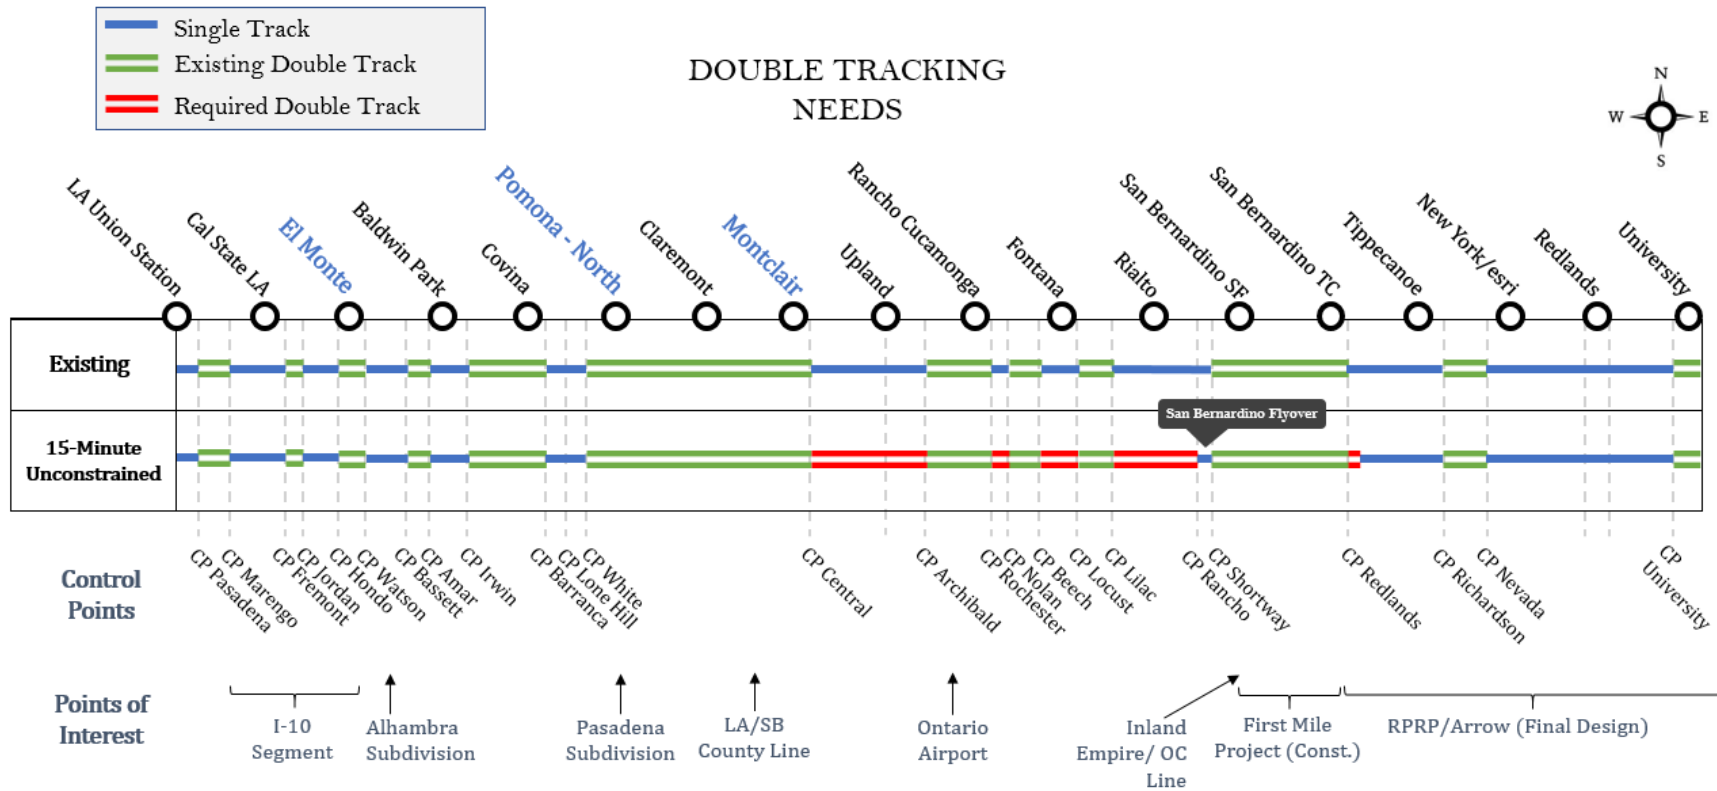 Single Track
Existing Double Track
Required Double Track
DOUBLE TRACKING
NEEDS
N
W
E
S
LA Union Station
Cal State LA
El Monte
Baldwin Park
Covina
Pomona - North
Claremont
Montclair
Upland
Rancho Cucamonga
Fontana
Rialto
San Bernardino SF
San Bernardino TC
Tippecanoe
New York/esri
Redlands
University
Existing
15-Minute
Unconstrained
San Bernardino Flyover
Control
Points
CP Pasadena
CP Marengo
CP Fremont
CP Jordan
CP Hondo
CP Watson
CP Bassett
CP Amar
CP Irwin
CP Barranca
CP Lone Hill
CP White
CP Central
CP Archibald
CP Rochester
CP Nolan
CP Beech
CP Locust
CP Lilac
CP Rancho
CP Shortway
CP Redlands
CP Richardson
CP Nevada
CP
University
Points of
Interest
I-10
Segment
Alhambra
Subdivision
Pasadena
Subdivision
LA/SB
County Line
Ontario
Airport
Inland
Empire/ OC
Line
First Mile
Project (Const.)
RPRP/Arrow (Final Design)